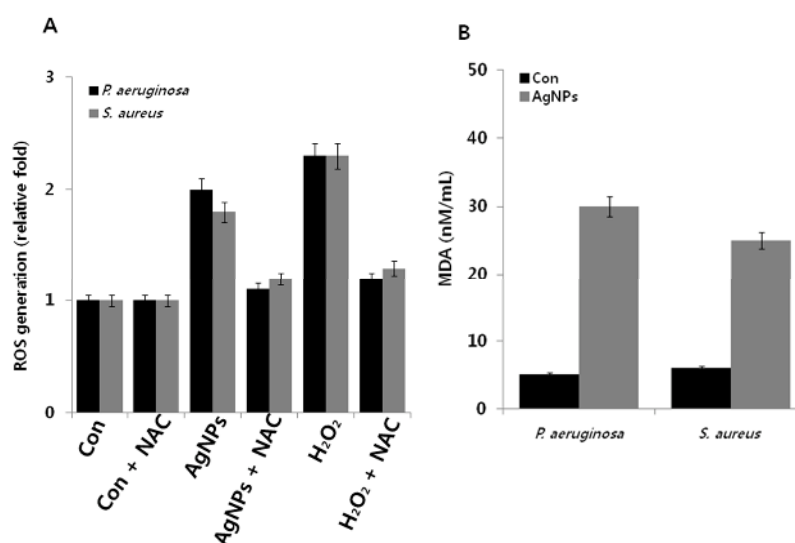 A
ROS generation (relative fold)
3
2
1
0
P. aeruginosa
S. aureus
Con
Con + NAC
AgNPs
AgNPs + NAC
H₂O₂
H₂O₂ + NAC
B
MDA (nM/mL)
50
40
30
20
10
0
Con
AgNPs
P. aeruginosa
S. aureus